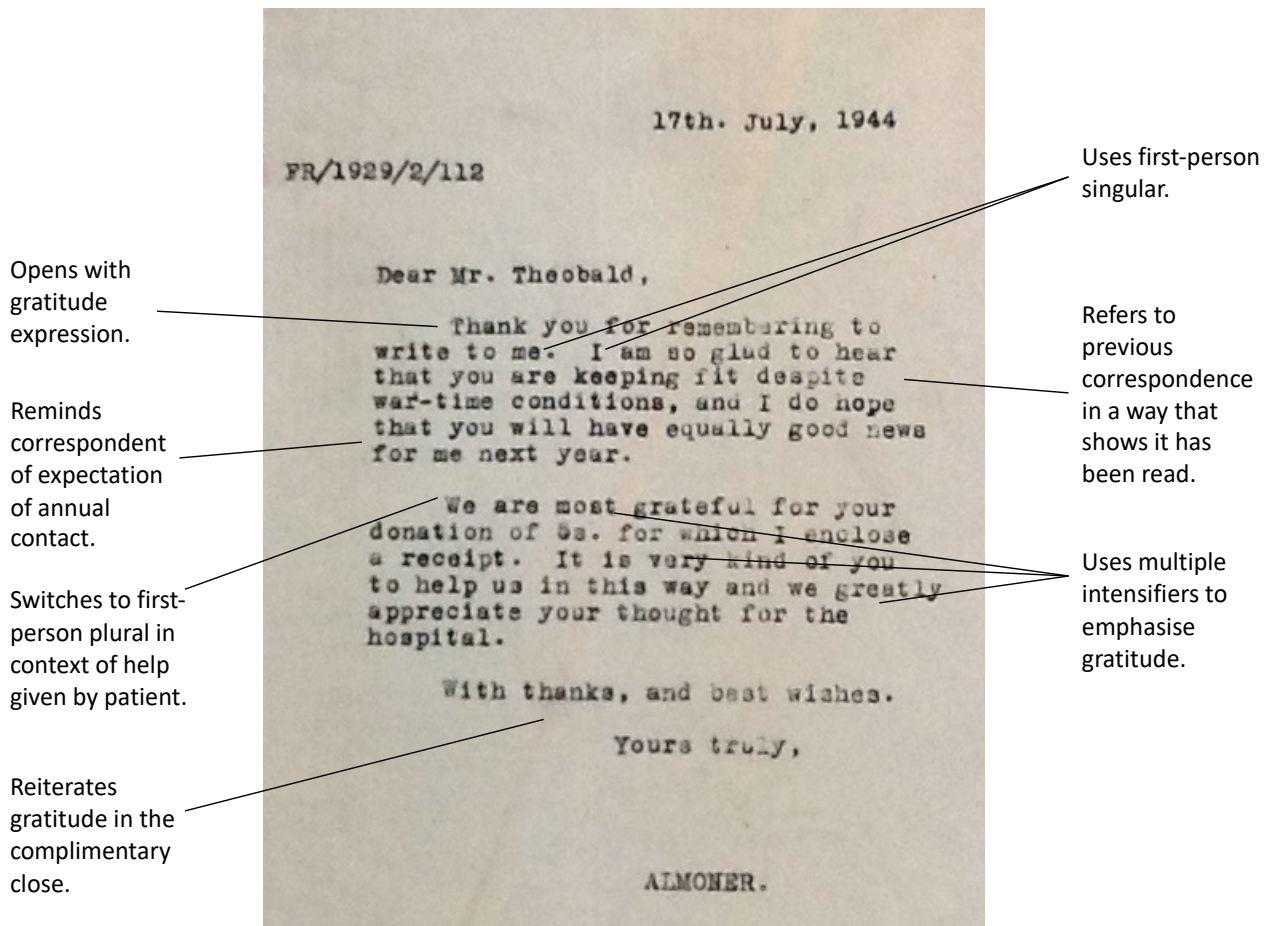 17th. July, 1944
FR/1929/2/112
Dear Mr. Theobald,
Thank you for remembering to
write to me. I am so glad to hear
that you are keeping fit despite
war-time conditions, and I do hope
that you will have equally good news
for me next year.
We are most grateful for your
donation of 5s. for which I enclose
a receipt. It is very kind of you
to help us in this way and we greatly
appreciate your thought for the
hospital.
With thanks, and best wishes.
Yours truly,
ALMONER.
Opens with
gratitude
expression.
Reminds
correspondent
of expectation
of annual
contact.
Switches to first-
person plural in
context of help
given by patient.
Reiterates
gratitude in the
complimentary
close.
Uses first-person
singular.
Refers to
previous
correspondence
in a way that
shows it has
been read.
Uses multiple
intensifiers to
emphasise
gratitude.